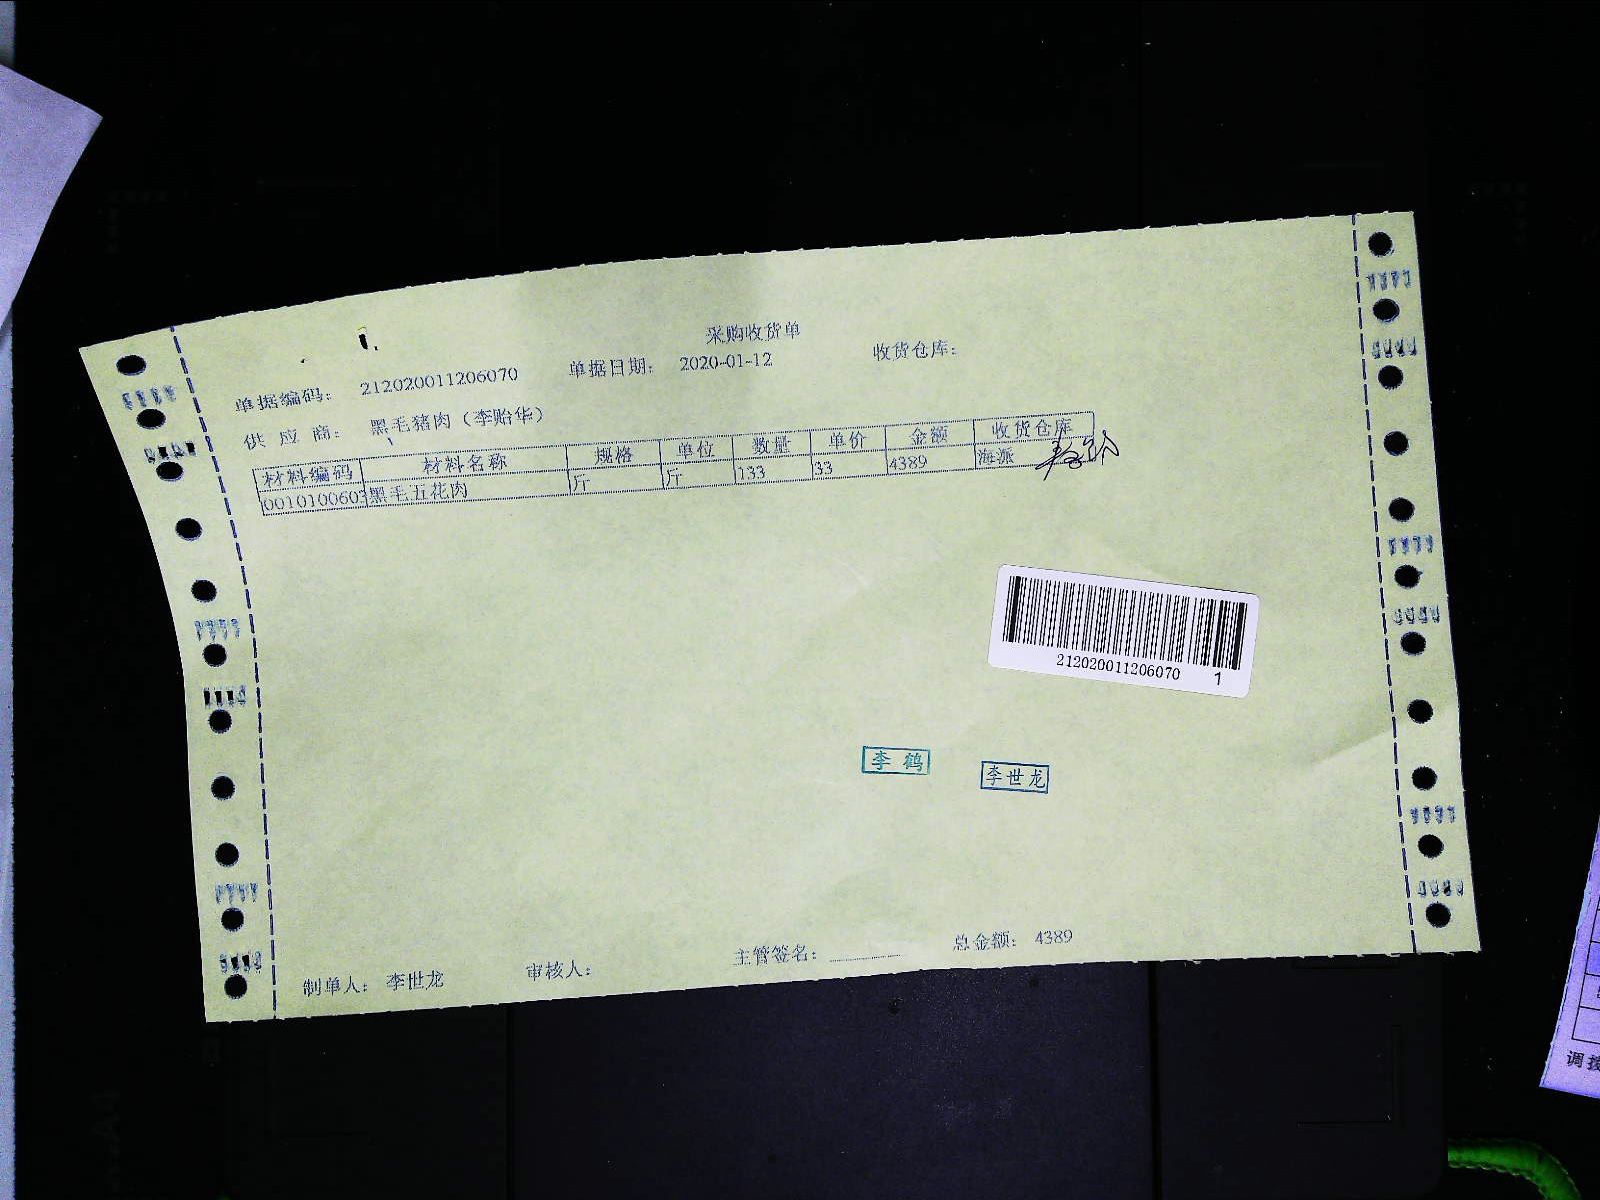 采购收货单
单据编码： 212020011206070 单据日期： 2020-01-12 收货仓库：
供 应 商： 黑毛猪肉（李贻华）
材料编码 材料名称 规格 单位 数量 单价 金额 收货仓库
0010100603 黑毛五花肉 斤 斤 133 33 4389 海派
212020011206070 1
李 鹤 李世龙
制单人： 李世龙 审核人： 主管签名： 总金额： 4389
调拨